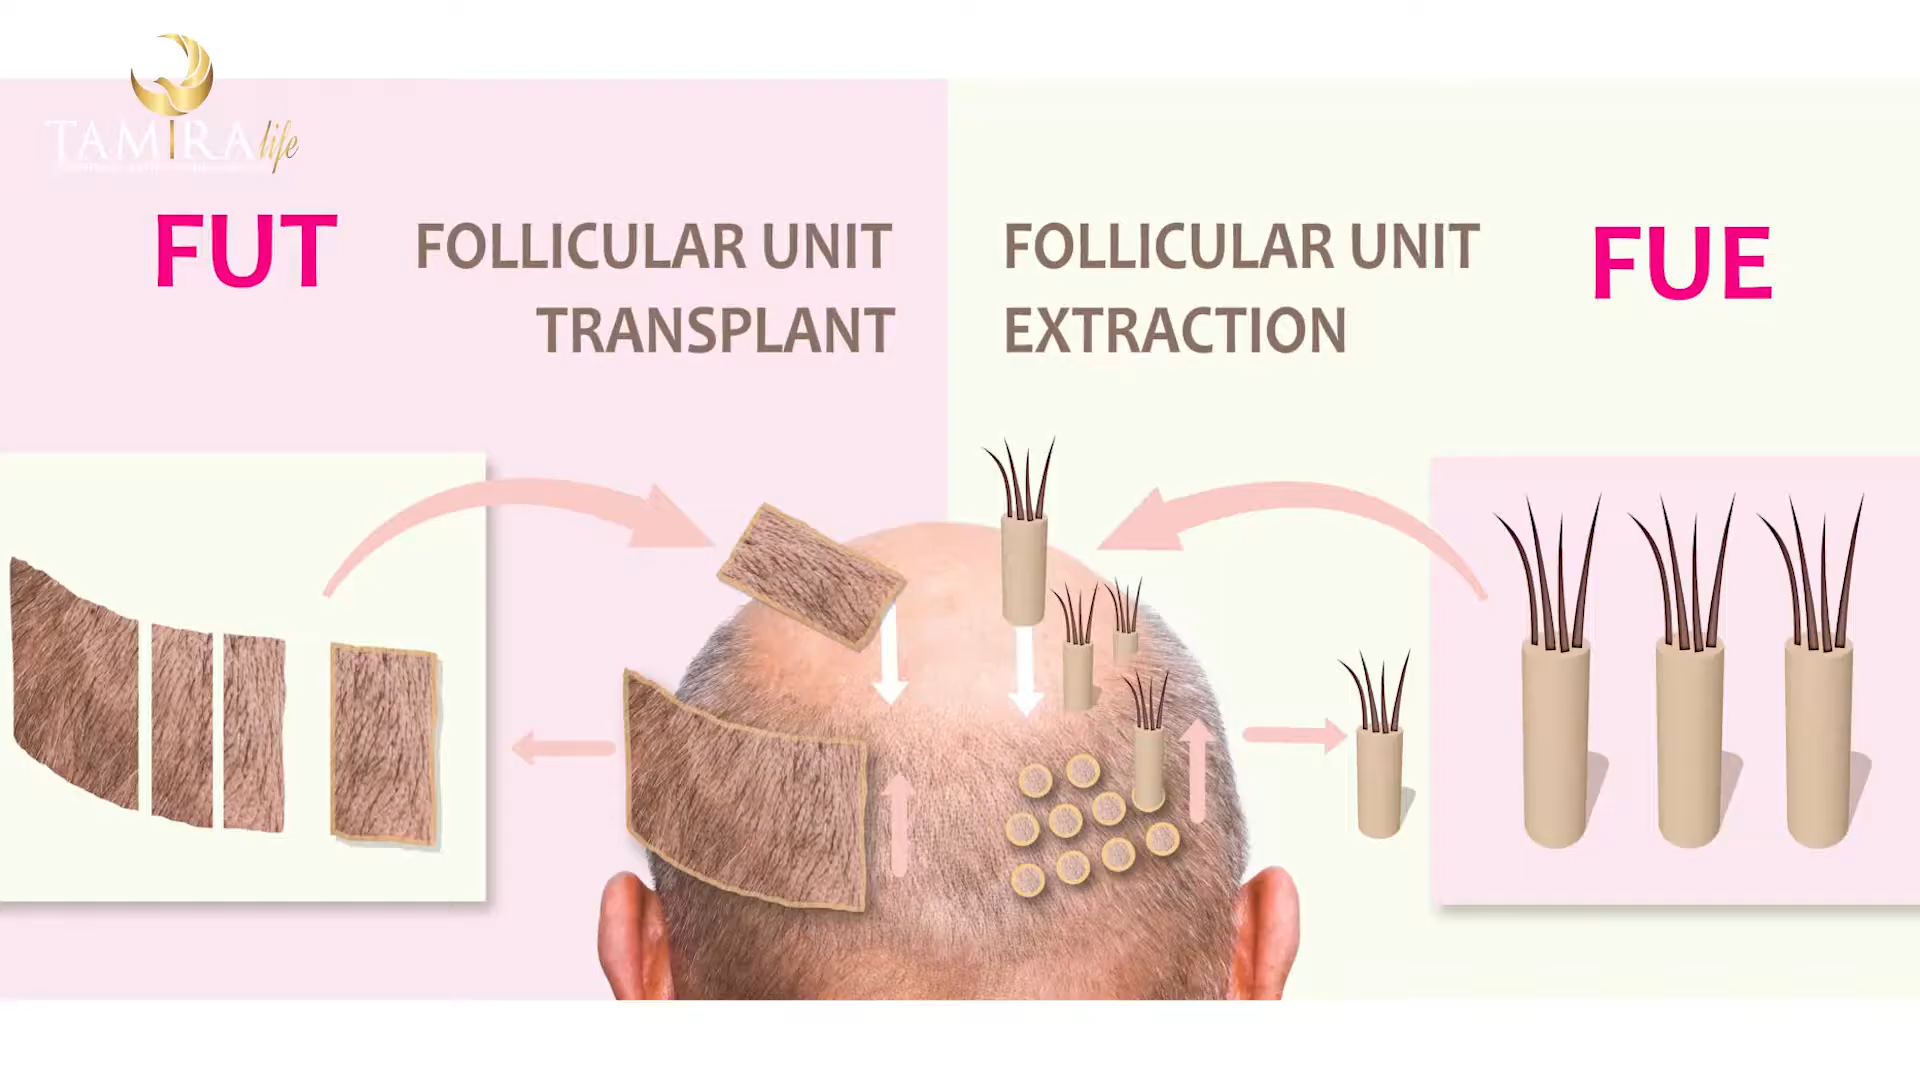 TAMIRA life
FUT
FOLLICULAR UNIT
TRANSPLANT
FOLLICULAR UNIT
EXTRACTION
FUE